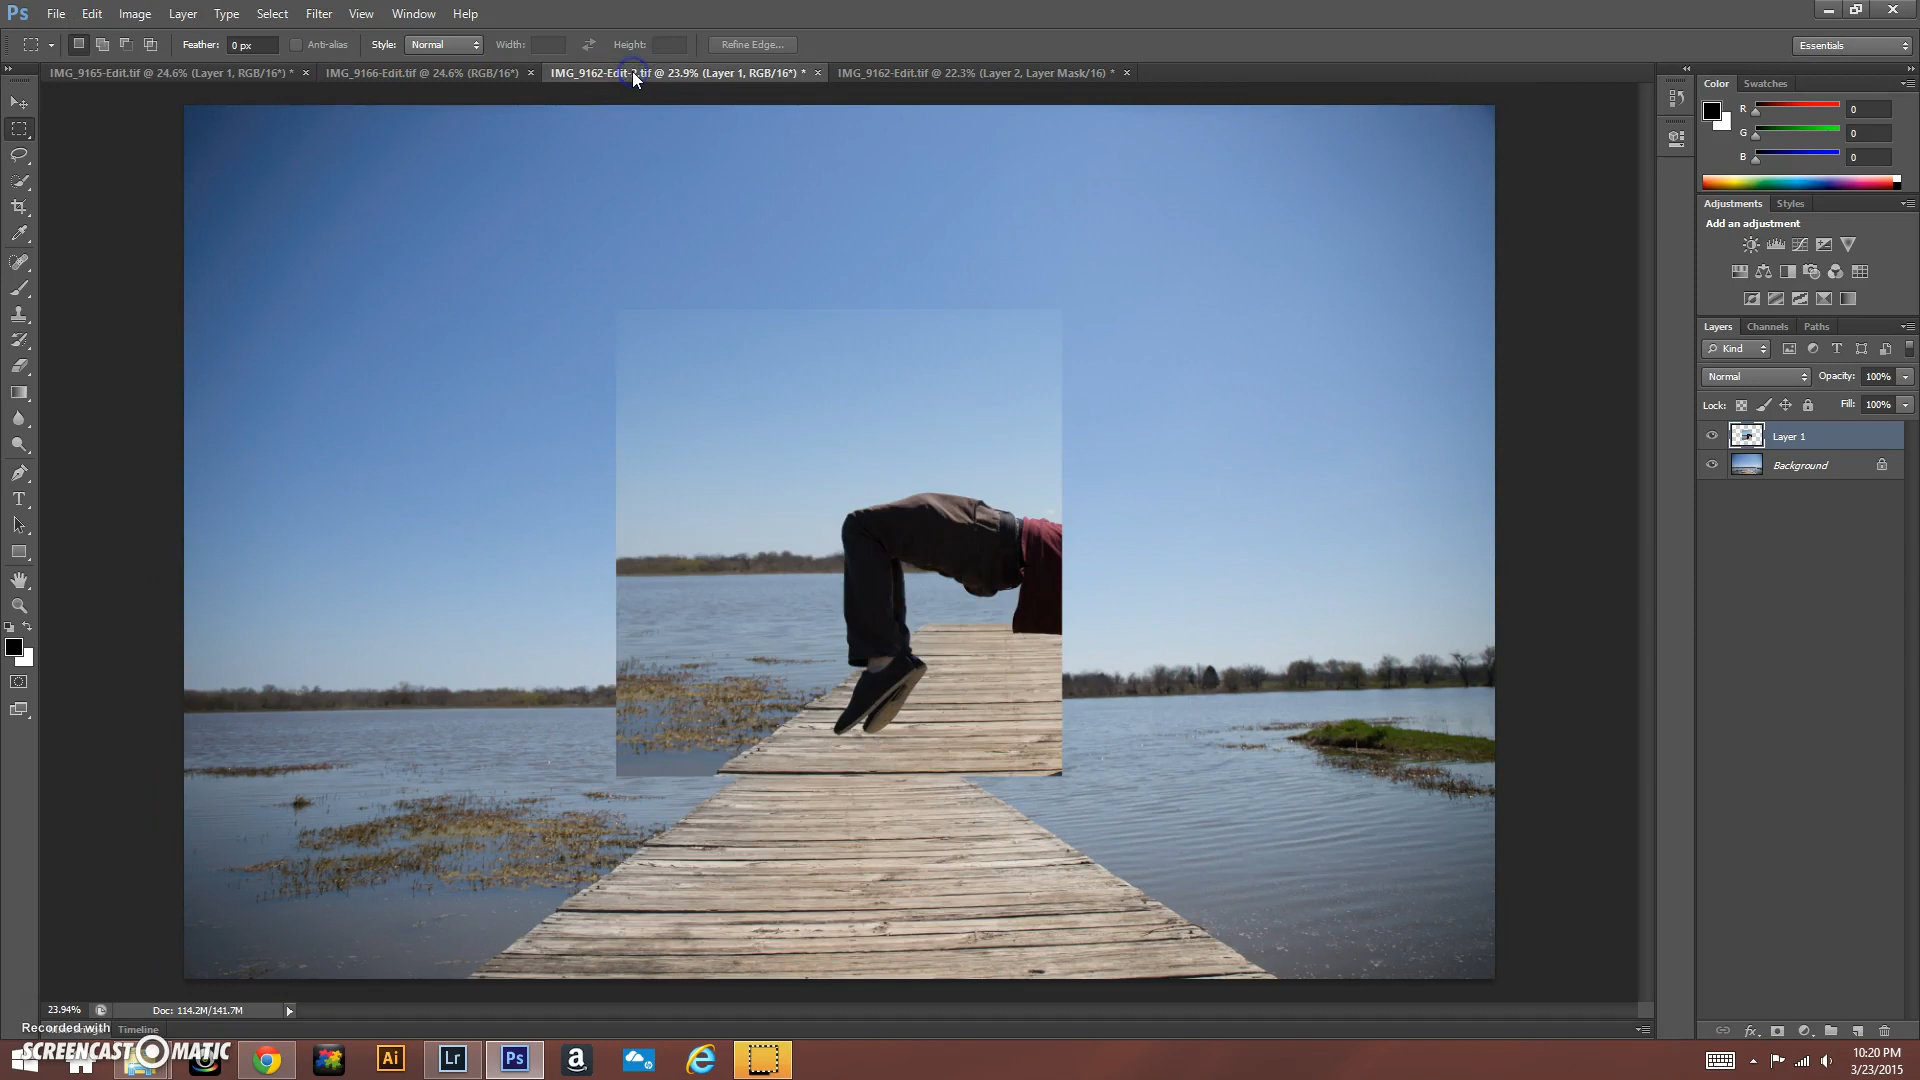 Ps File Edit Image Layer Type Select Filter View Window Help
Feather: 0 px Anti-alias Style: Normal Width: Height: Refine Edge... Essentials
IMG_9165-Edit.tif @ 24.6% (Layer 1, RGB/16*) * × IMG_9166-Edit.tif @ 24.6% (RGB/16*) × IMG_9162-Edit-2.tif @ 23.9% (Layer 1, RGB/16*) * × IMG_9162-Edit.tif @ 22.3% (Layer 2, Layer Mask/16) * ×
Color Swatches
R 0
G 0
B 0
Adjustments Styles
Add an adjustment
Layers Channels Paths
Kind
Normal Opacity: 100%
Lock: Fill: 100%
Layer 1
Background
23.94% Doc: 114.2M/141.7M
Timeline
Recorded with
SCREENCAST MATIC
Ai Lr Ps a
10:20 PM
3/23/2015